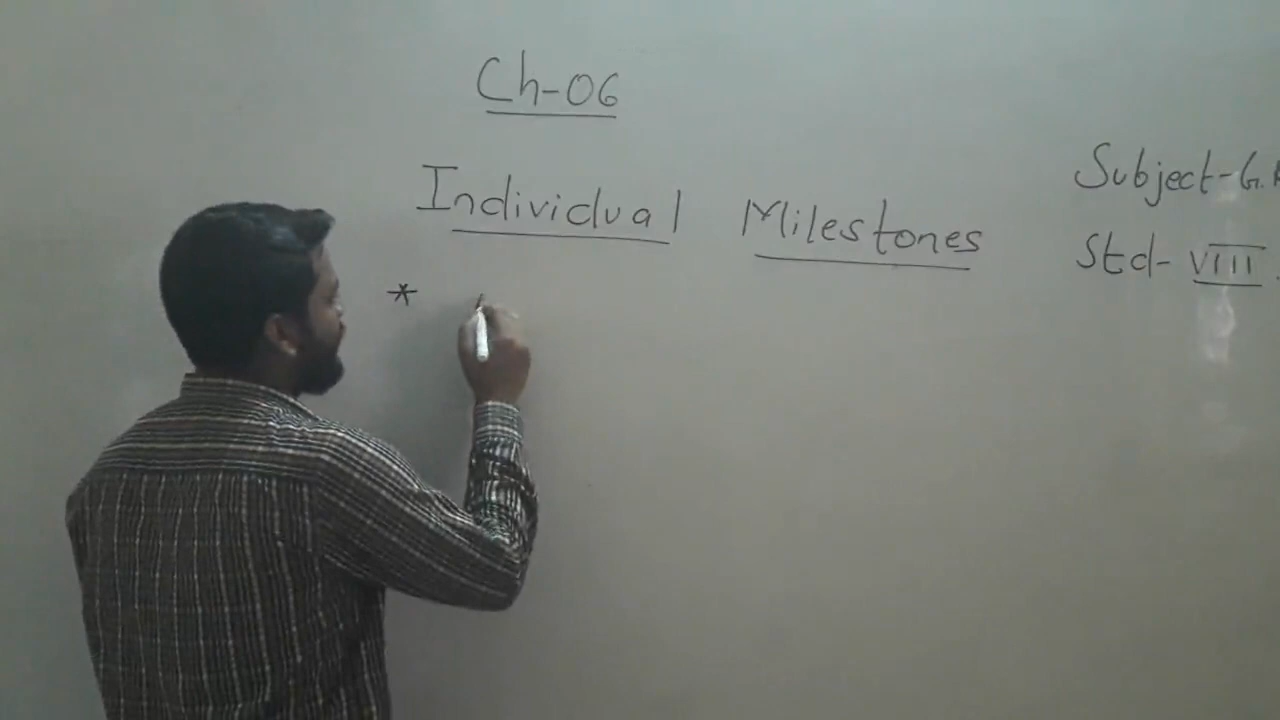 Ch-06
Individual Milestones
Subject-G.
Std- VIII.
*